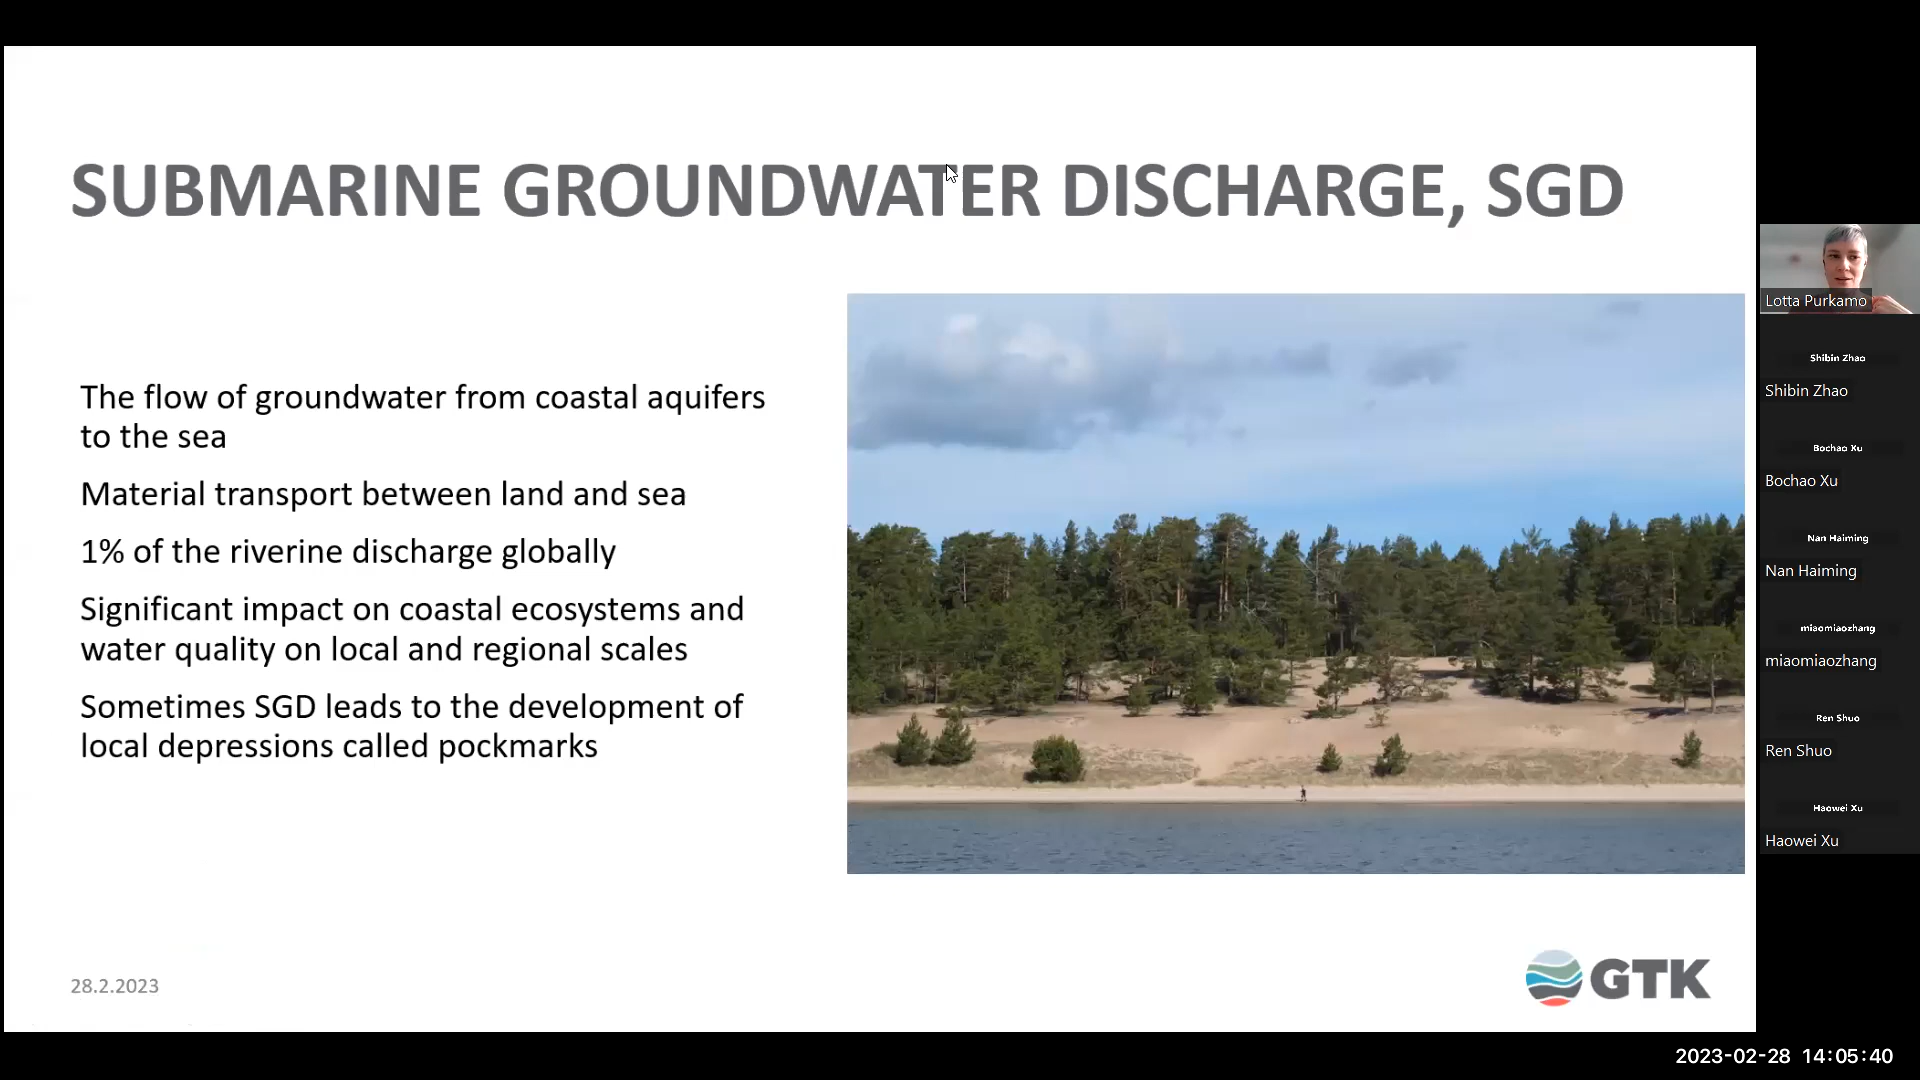 SUBMARINE GROUNDWATER DISCHARGE, SGD
The flow of groundwater from coastal aquifers
to the sea
Material transport between land and sea
1% of the riverine discharge globally
Significant impact on coastal ecosystems and
water quality on local and regional scales
Sometimes SGD leads to the development of
local depressions called pockmarks
28.2.2023
GTK
Lotta Purkamo
Shibin Zhao
Shibin Zhao
Bochao Xu
Bochao Xu
Nan Haiming
Nan Haiming
miaomiaozhang
miaomiaozhang
Ren Shuo
Ren Shuo
Haowei Xu
Haowei Xu
2023-02-28 14:05:40